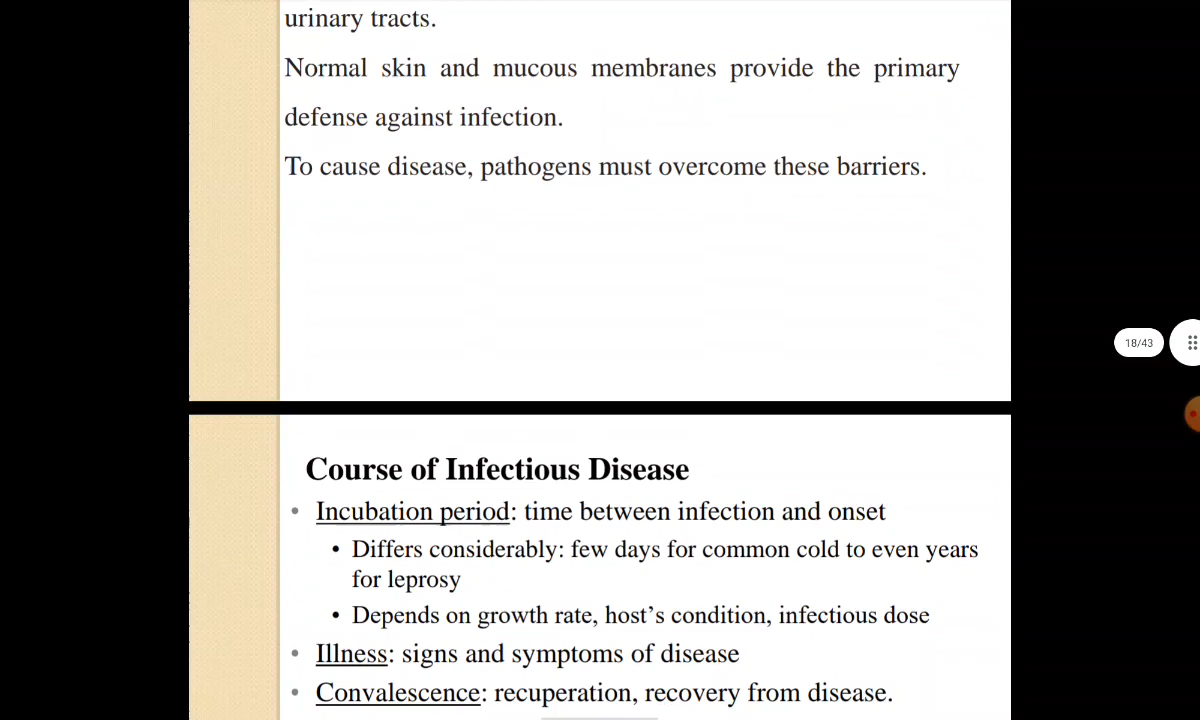 urinary tracts.
Normal skin and mucous membranes provide the primary
defense against infection.
To cause disease, pathogens must overcome these barriers.
18/43
Course of Infectious Disease
• Incubation period: time between infection and onset
• Differs considerably: few days for common cold to even years
for leprosy
• Depends on growth rate, host’s condition, infectious dose
• Illness: signs and symptoms of disease
• Convalescence: recuperation, recovery from disease.